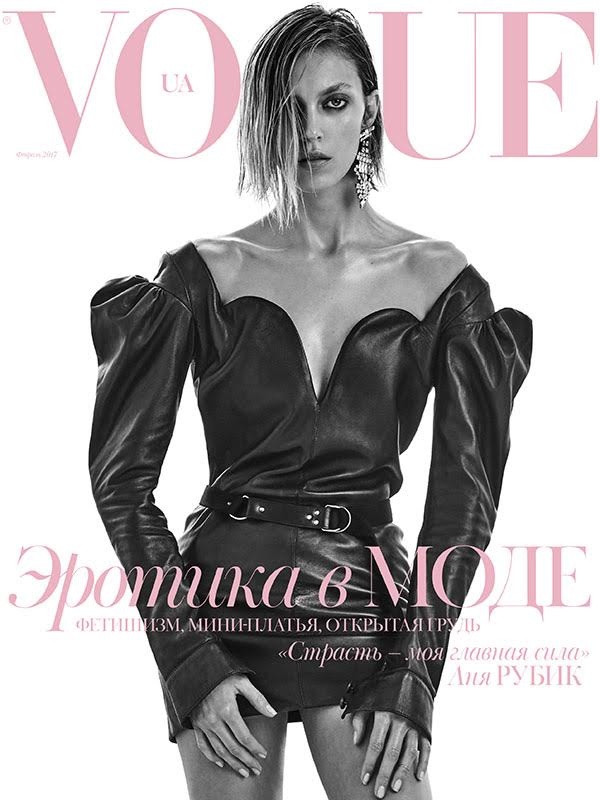 VOGUE
UA
Февраль 2017
Эротика в МОДЕ
ФЕТИШИЗМ, МИНИ-ПЛАТЬЯ, ОТКРЫТАЯ ГРУДЬ
«Страсть – моя главная сила»
Аня РУБИК